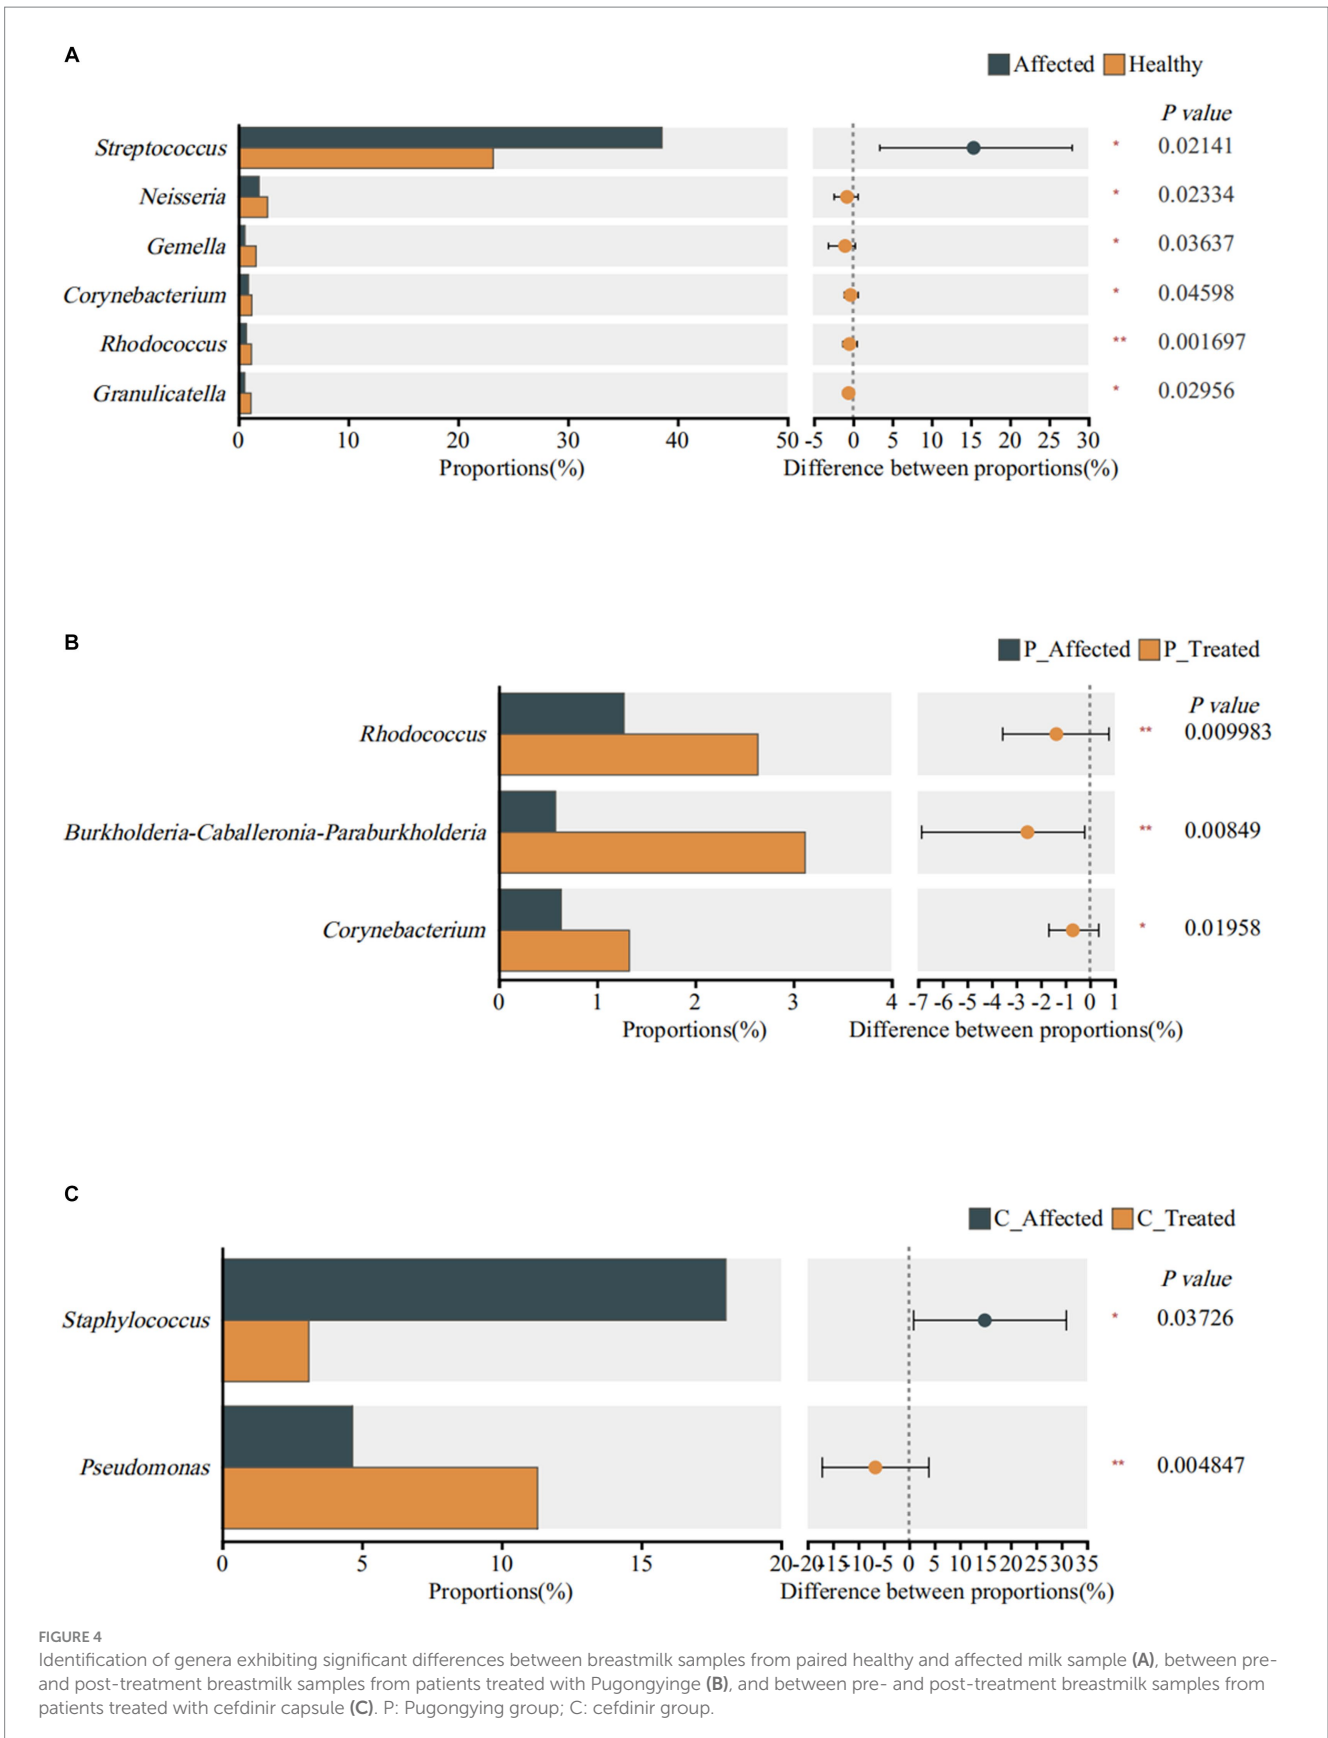 A
Affected Healthy
P value
Streptococcus * 0.02141
Neisseria * 0.02334
Gemella * 0.03637
Corynebacterium * 0.04598
Rhodococcus ** 0.001697
Granulicatella * 0.02956
0 10 20 30 40 50 -5 0 5 10 15 20 25 30
Proportions(%) Difference between proportions(%)
B
P_Affected P_Treated
P value
Rhodococcus ** 0.009983
Burkholderia-Caballeronia-Paraburkholderia ** 0.00849
Corynebacterium * 0.01958
0 1 2 3 4 -7 -6 -5 -4 -3 -2 -1 0 1
Proportions(%) Difference between proportions(%)
C
C_Affected C_Treated
P value
Staphylococcus * 0.03726
Pseudomonas ** 0.004847
0 5 10 15 20 -20 -15 -10 -5 0 5 10 15 20 25 30 35
Proportions(%) Difference between proportions(%)
FIGURE 4
Identification of genera exhibiting significant differences between breastmilk samples from paired healthy and affected milk sample (A), between pre-
and post-treatment breastmilk samples from patients treated with Pugongyinge (B), and between pre- and post-treatment breastmilk samples from
patients treated with cefdinir capsule (C). P: Pugongying group; C: cefdinir group.